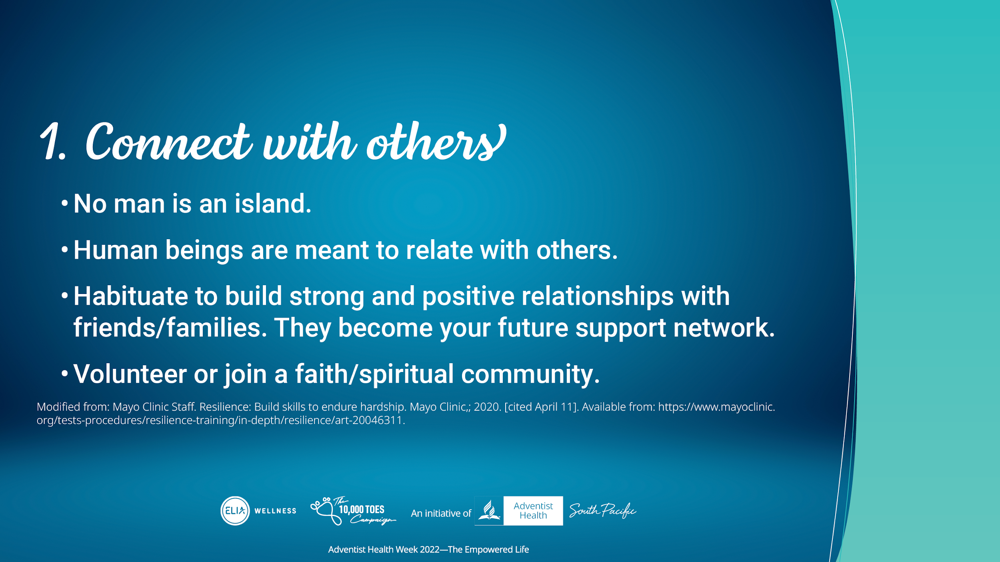 1. Connect with others
• No man is an island.
• Human beings are meant to relate with others.
• Habituate to build strong and positive relationships with
friends/families. They become your future support network.
• Volunteer or join a faith/spiritual community.
Modified from: Mayo Clinic Staff. Resilience: Build skills to endure hardship. Mayo Clinic,; 2020. [cited April 11]. Available from: https://www.mayoclinic.
org/tests-procedures/resilience-training/in-depth/resilience/art-20046311.
ELIA WELLNESS
The
10,000 TOES
Campaign
An initiative of
Adventist
Health
South Pacific
Adventist Health Week 2022—The Empowered Life